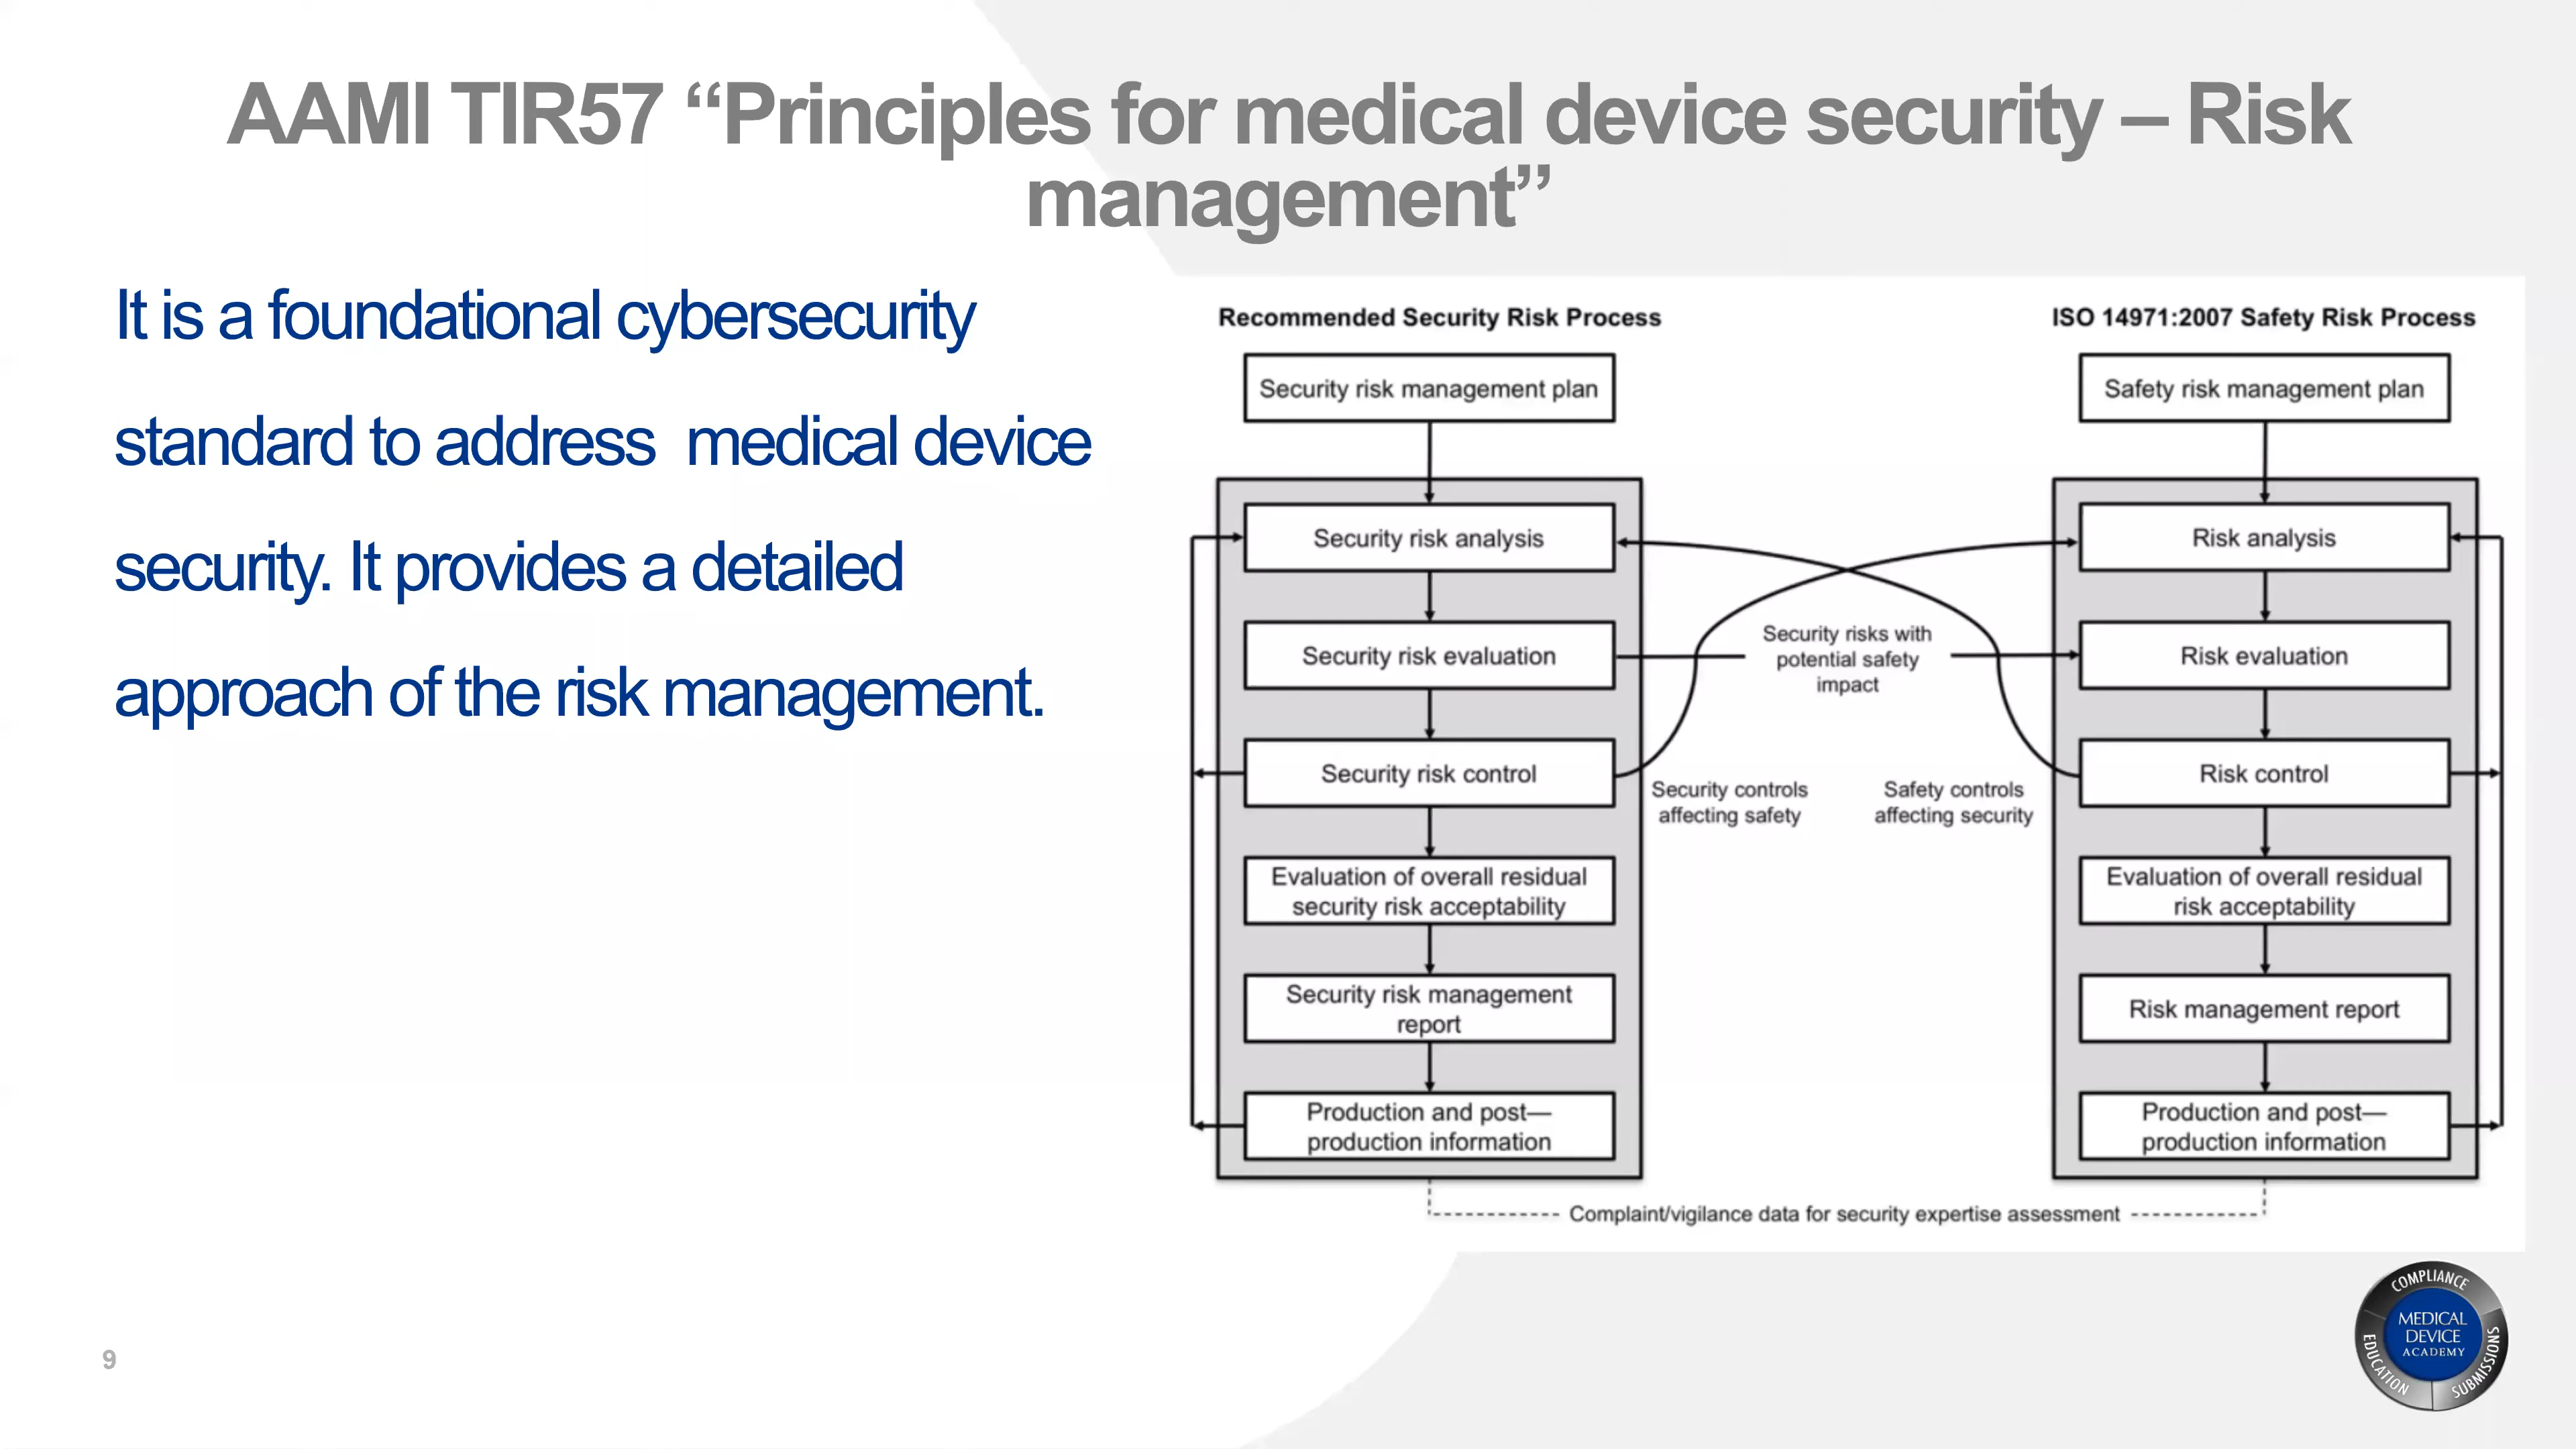 AAMI TIR57 “Principles for medical device security – Risk
management”
It is a foundational cybersecurity
standard to address  medical device
security. It provides a detailed
approach of the risk management.
Recommended Security Risk Process
Security risk management plan
Security risk analysis
Security risk evaluation
Security risk control
Evaluation of overall residual
security risk acceptability
Security risk management
report
Production and post—
production information
Security risks with
potential safety
impact
Security controls
affecting safety
Safety controls
affecting security
ISO 14971:2007 Safety Risk Process
Safety risk management plan
Risk analysis
Risk evaluation
Risk control
Evaluation of overall residual
risk acceptability
Risk management report
Production and post—
production information
Complaint/vigilance data for security expertise assessment
9
COMPLIANCE
EDUCATION
SUBMISSIONS
MEDICAL
DEVICE
ACADEMY